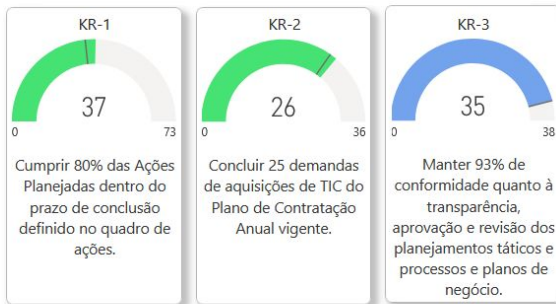 KR-1
37
0
73
Cumprir 80% das Ações
Planejadas dentro do
prazo de conclusão
definido no quadro de
ações.
KR-2
26
0
36
Concluir 25 demandas
de aquisições de TIC do
Plano de Contratação
Anual vigente.
KR-3
35
0
38
Manter 93% de
conformidade quanto à
transparência,
aprovação e revisão dos
planejamentos táticos e
processos e planos de
negócio.